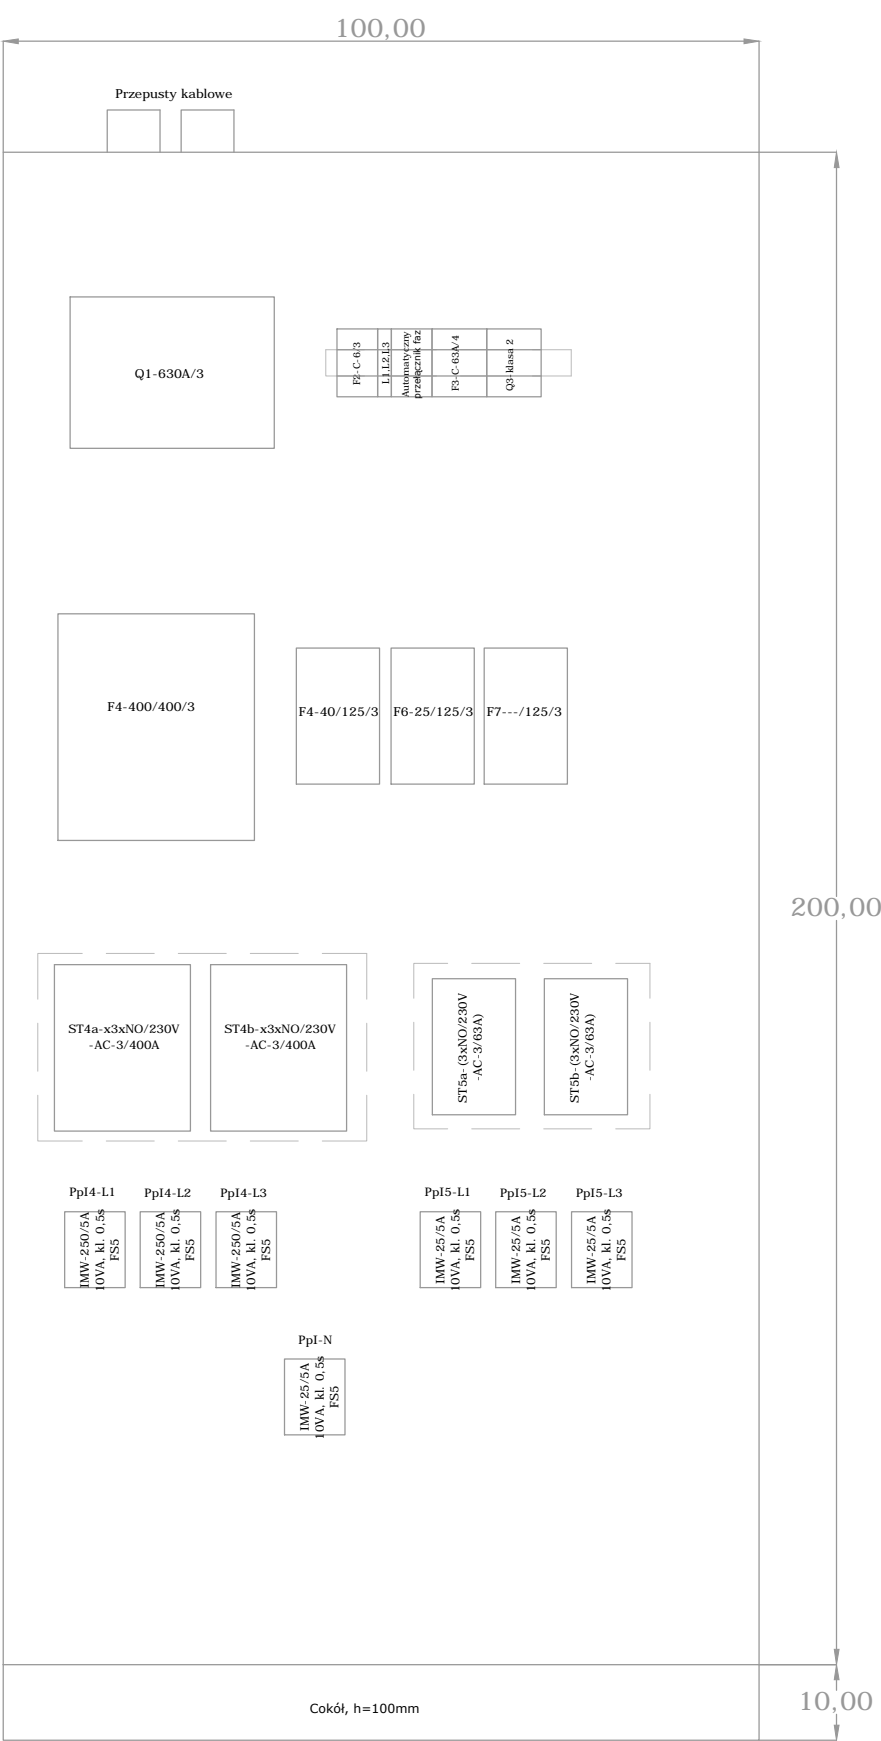 100,00
Przepusty kablowe
Q1-630A/3
F2-C-6/3
L1,L2,L3
Automatyczny
przełącznik faz
F3-C-63A/4
Q3-klasa 2
F4-400/400/3
F4-40/125/3
F6-25/125/3
F7---/125/3
200,00
ST4a-x3xNO/230V
-AC-3/400A
ST4b-x3xNO/230V
-AC-3/400A
ST5a-(3xNO/230V
-AC-3/63A)
ST5b-(3xNO/230V
-AC-3/63A)
PpI4-L1
PpI4-L2
PpI4-L3
PpI5-L1
PpI5-L2
PpI5-L3
IMW-250/5A
10VA, kl. 0,5s
FS5
IMW-250/5A
10VA, kl. 0,5s
FS5
IMW-250/5A
10VA, kl. 0,5s
FS5
IMW-25/5A
10VA, kl. 0,5s
FS5
IMW-25/5A
10VA, kl. 0,5s
FS5
IMW-25/5A
10VA, kl. 0,5s
FS5
PpI-N
IMW-25/5A
10VA, kl. 0,5s
FS5
10,00
Cokół, h=100mm